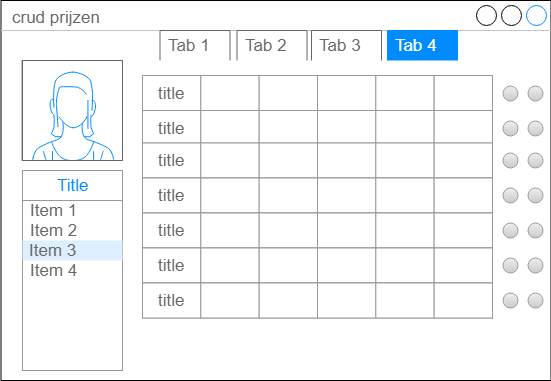 crud prijzen
Tab 1
Tab 2
Tab 3
Tab 4
Title
Item 1
Item 2
Item 3
Item 4
title
title
title
title
title
title
title